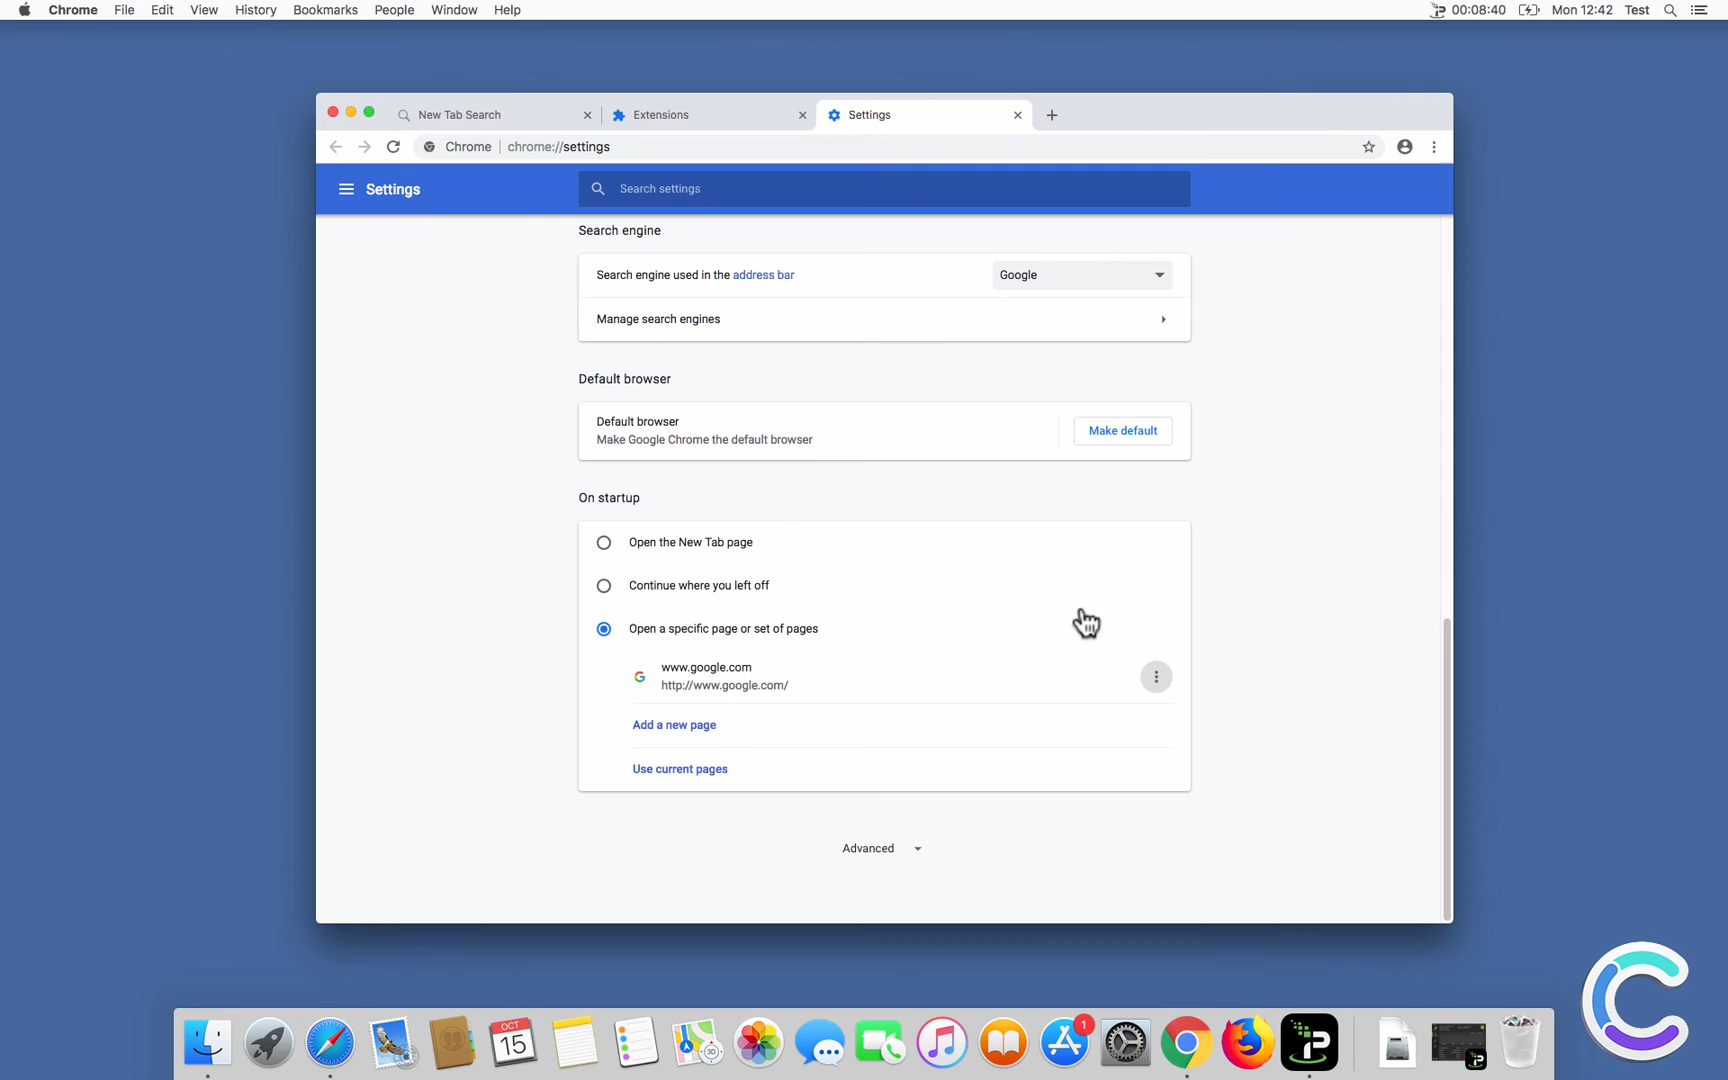 Chrome File Edit View History Bookmarks People Window Help 00:08:40 Mon 12:42 Test
New Tab Search Extensions Settings
Chrome chrome://settings
Settings Search settings
Search engine
Search engine used in the address bar Google
Manage search engines
Default browser
Default browser
Make Google Chrome the default browser
Make default
On startup
Open the New Tab page
Continue where you left off
Open a specific page or set of pages
www.google.com
http://www.google.com/
Add a new page
Use current pages
Advanced
OCT
15
1